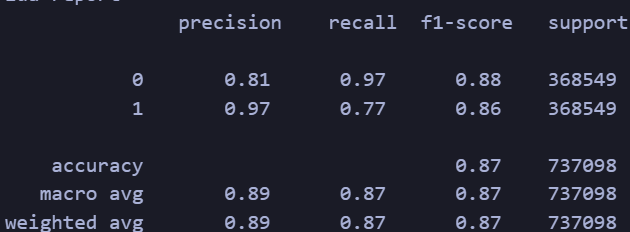 lda report
precision recall f1-score support
0 0.81 0.97 0.88 368549
1 0.97 0.77 0.86 368549
accuracy 0.87 737098
macro avg 0.89 0.87 0.87 737098
weighted avg 0.89 0.87 0.87 737098